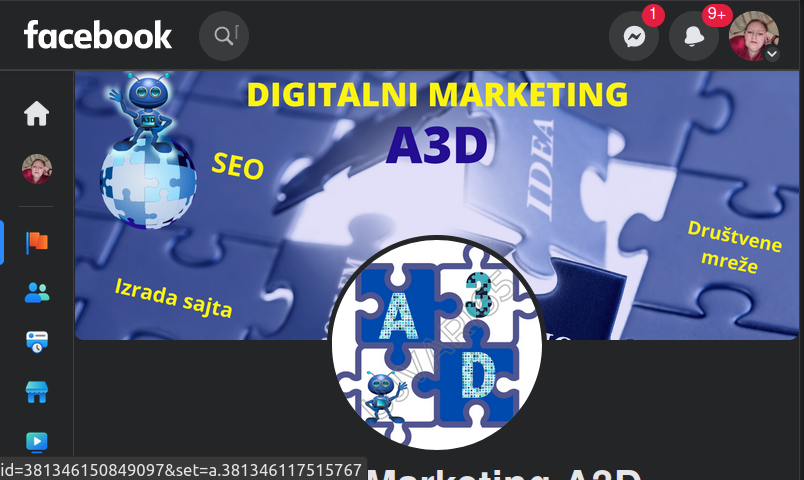 facebook
1
9+
DIGITALNI MARKETING
A3D
SEO
IDEA
Društvene
mreže
Izrada sajta
A
3
D
id=381346150849097&set=a.381346117515767
Marketing A3D